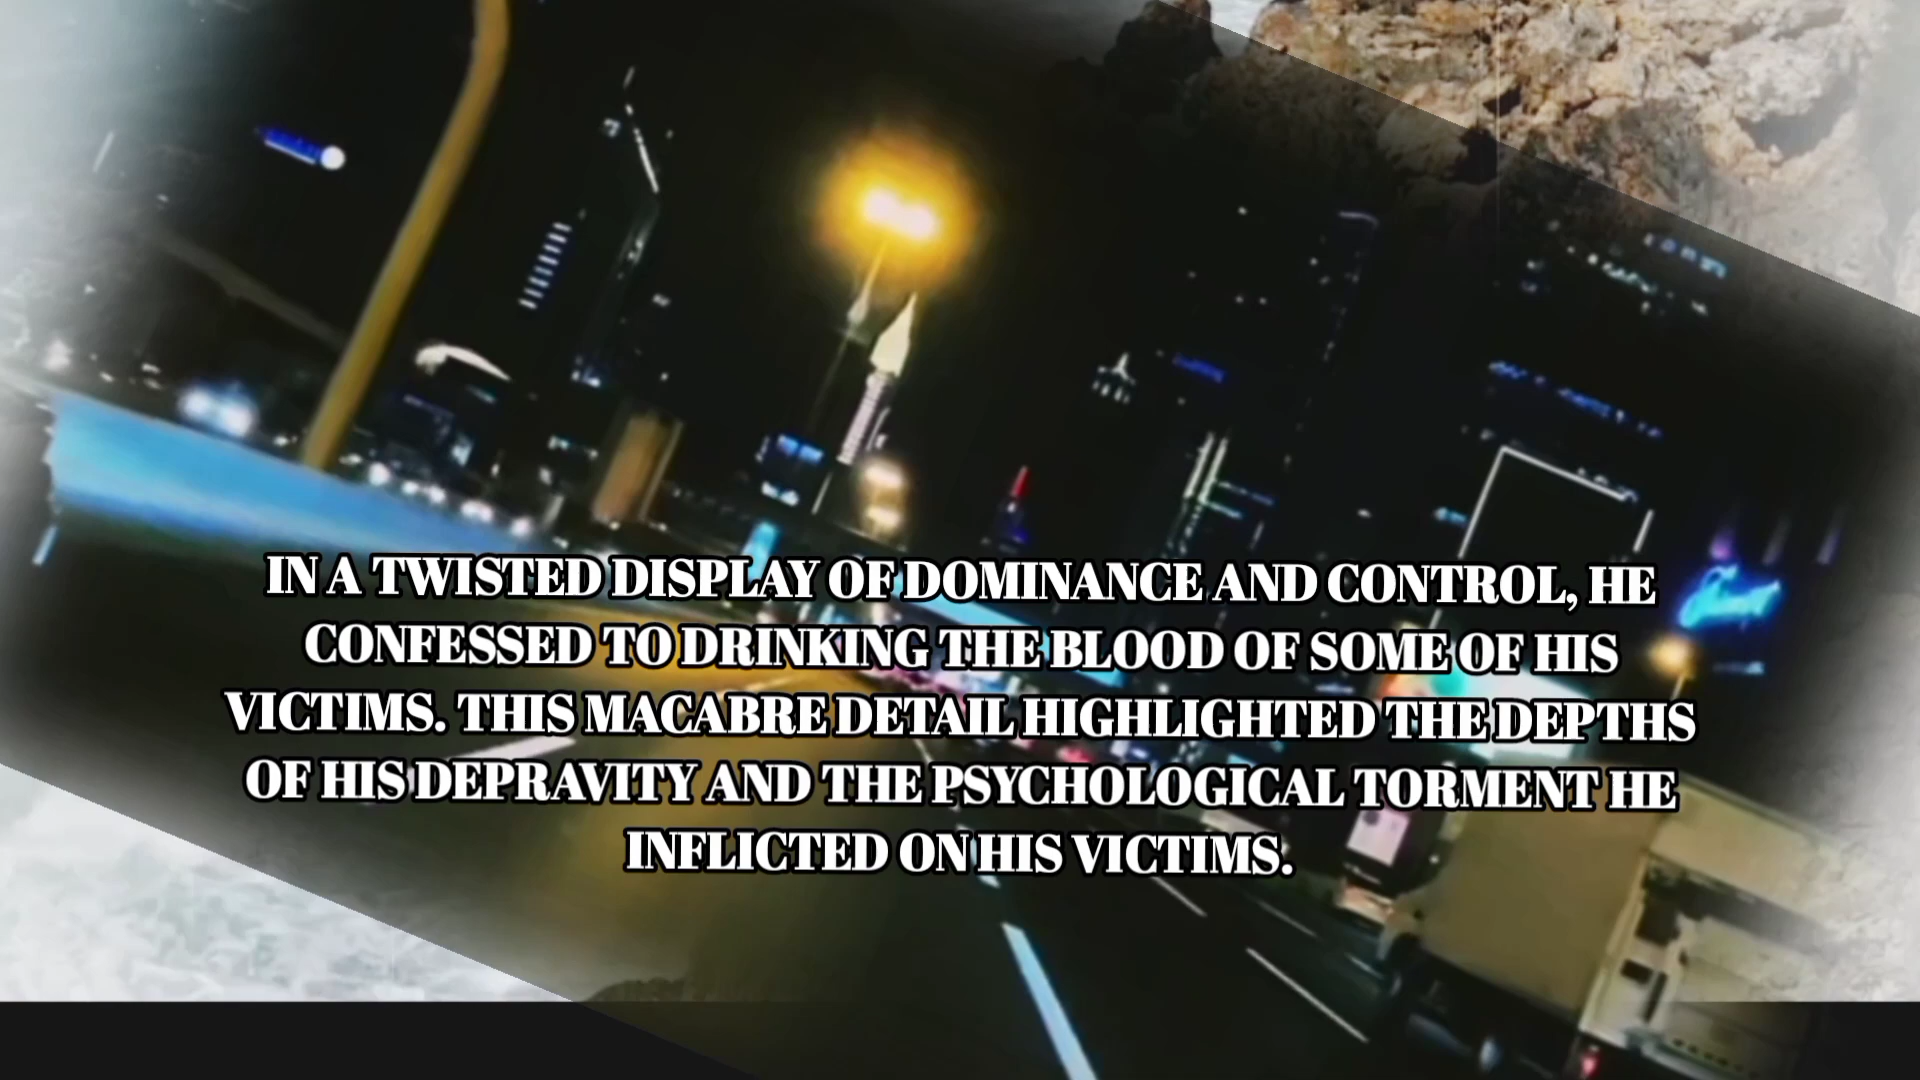 IN A TWISTED DISPLAY OF DOMINANCE AND CONTROL, HE
CONFESSED TO DRINKING THE BLOOD OF SOME OF HIS
VICTIMS. THIS MACABRE DETAIL HIGHLIGHTED THE DEPTHS
OF HIS DEPRAVITY AND THE PSYCHOLOGICAL TORMENT HE
INFLICTED ON HIS VICTIMS.